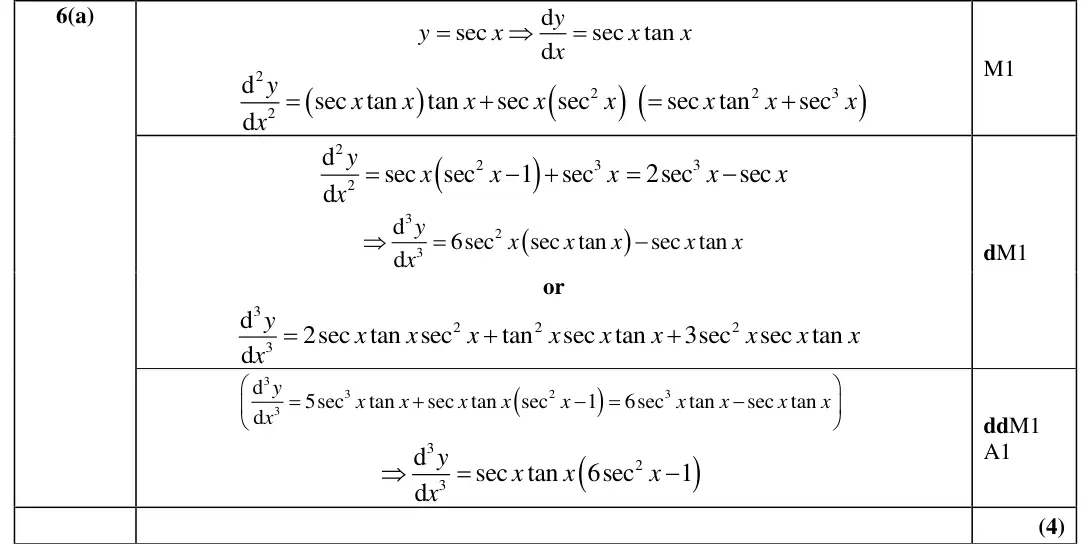 6(a)
y = sec x ⇒ dy/dx = sec x tan x
d²y/dx² = (sec x tan x) tan x + sec x (sec² x) (= sec x tan² x + sec³ x)
M1
d²y/dx² = sec x (sec² x − 1) + sec³ x = 2sec³ x − sec x
⇒ d³y/dx³ = 6sec² x (sec x tan x) − sec x tan x
or
d³y/dx³ = 2sec x tan x sec² x + tan² x sec x tan x + 3sec² x sec x tan x
dM1
(d³y/dx³ = 5sec³ x tan x + sec x tan x (sec² x − 1) = 6sec³ x tan x − sec x tan x)
⇒ d³y/dx³ = sec x tan x (6sec² x − 1)
ddM1
A1
(4)